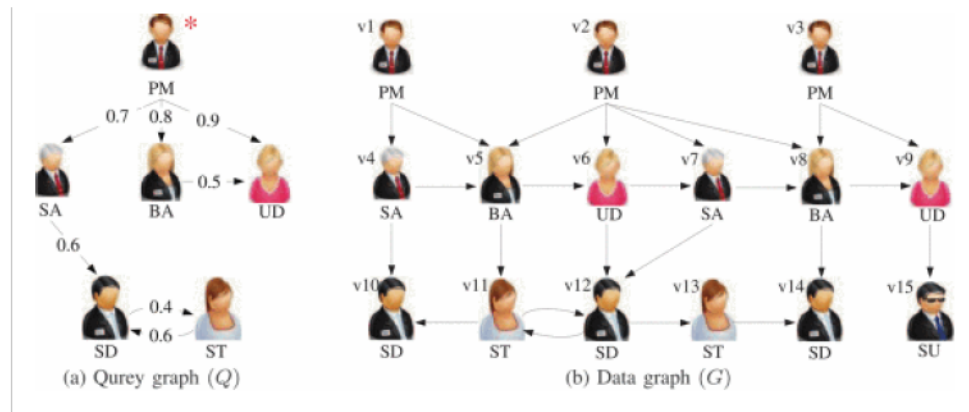 * v1 v2 v3
PM PM PM PM
0.7 0.8 0.9
v4 v5 v6 v7 v8 v9
0.5
SA BA UD SA BA UD SA BA UD
0.6
v10 v11 v12 v13 v14 v15
0.4
0.6
SD ST SD ST SD ST SD SU
(a) Qurey graph (Q) (b) Data graph (G)